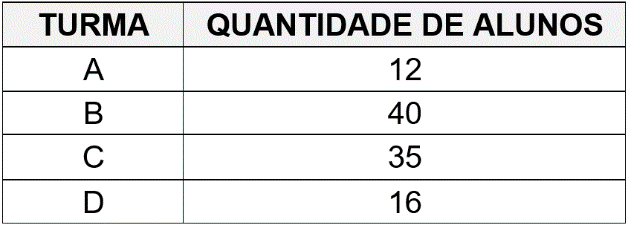 TURMA QUANTIDADE DE ALUNOS
A 12
B 40
C 35
D 16